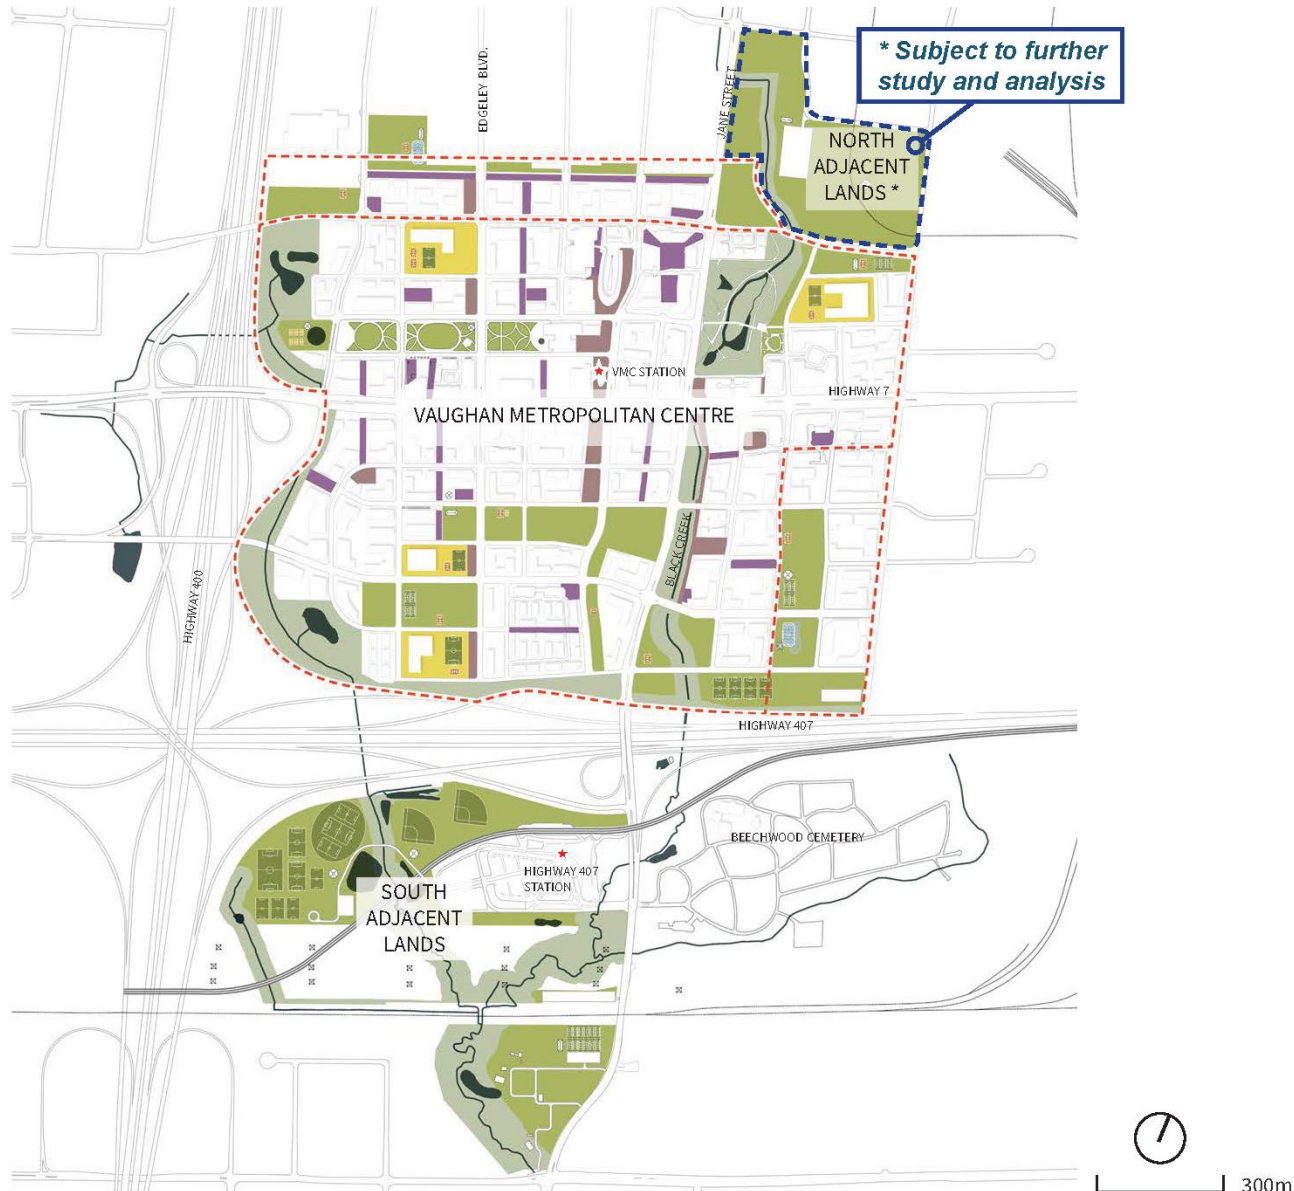 * Subject to further
study and analysis
EDGELEY BLVD.
JANE STREET
NORTH
ADJACENT
LANDS *
VMC STATION
HIGHWAY 7
VAUGHAN METROPOLITAN CENTRE
BLACK CREEK
HIGHWAY 400
HIGHWAY 407
BEECHWOOD CEMETERY
HIGHWAY 407
STATION
SOUTH
ADJACENT
LANDS
300m